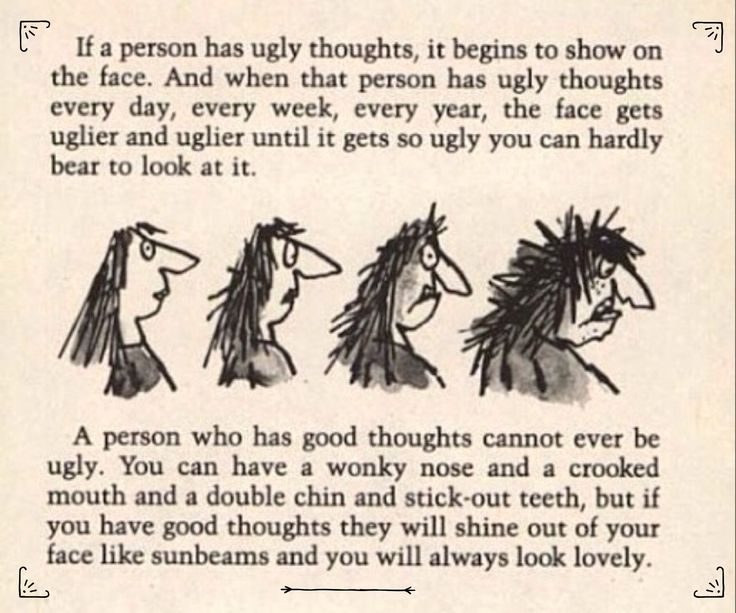 If a person has ugly thoughts, it begins to show on
the face. And when that person has ugly thoughts
every day, every week, every year, the face gets
uglier and uglier until it gets so ugly you can hardly
bear to look at it.
A person who has good thoughts cannot ever be
ugly. You can have a wonky nose and a crooked
mouth and a double chin and stick-out teeth, but if
you have good thoughts they will shine out of your
face like sunbeams and you will always look lovely.